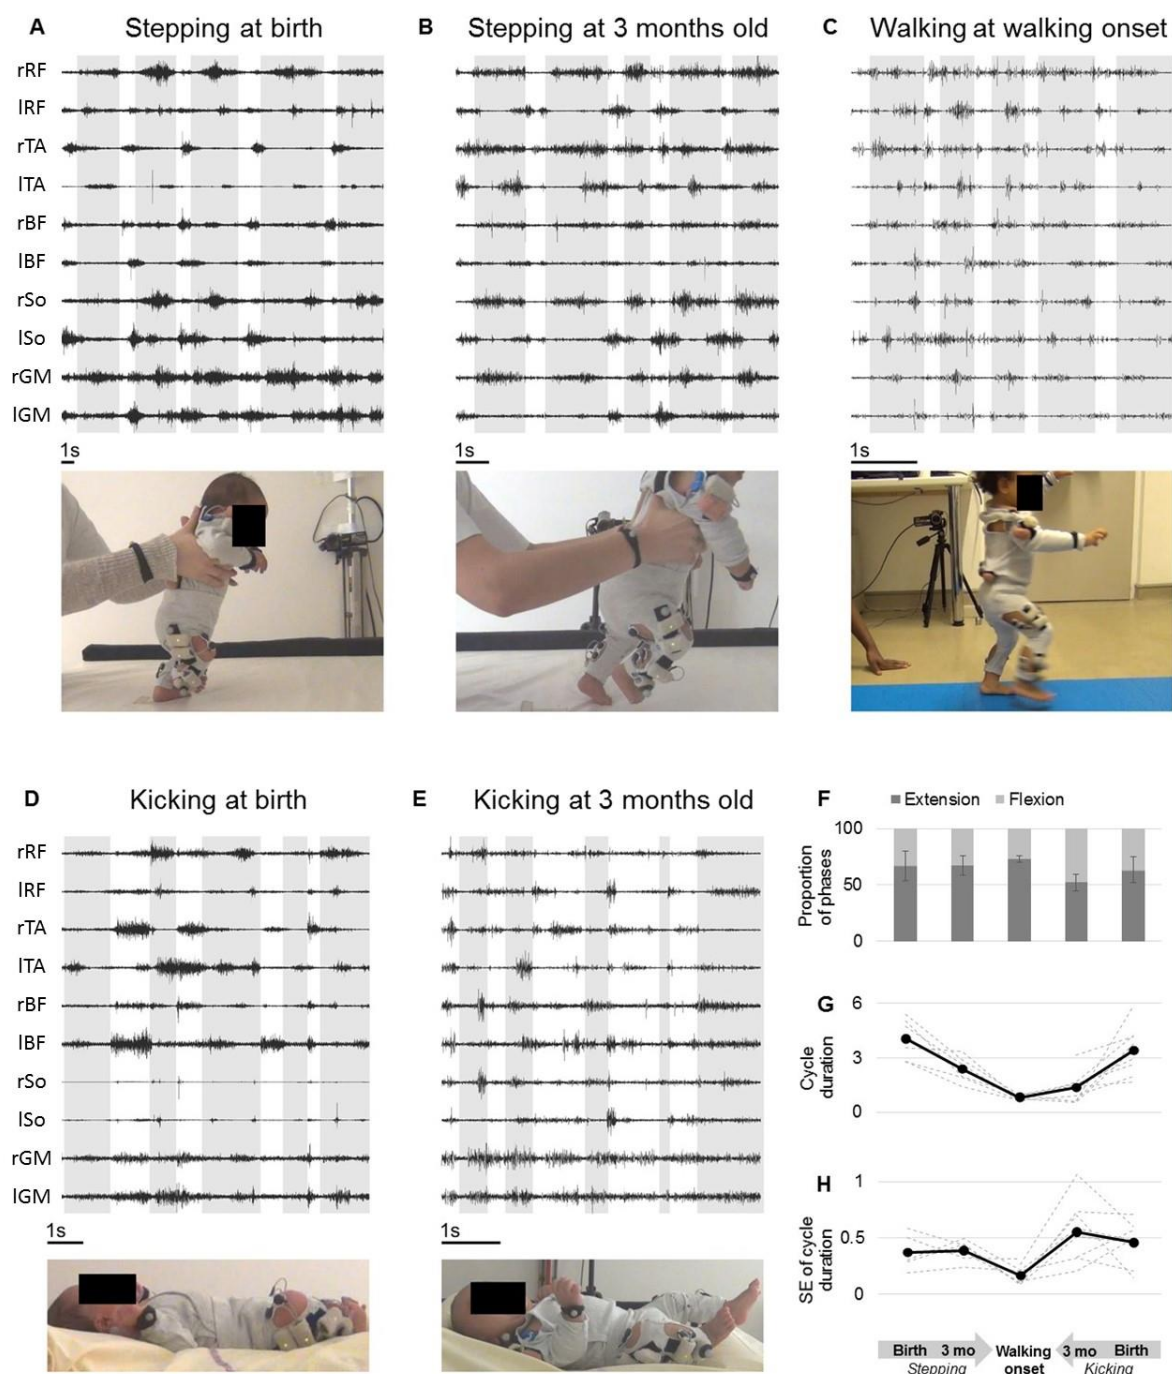 A Stepping at birth
rRF
lRF
rTA
lTA
rBF
lBF
rSo
lSo
rGM
lGM
1s
B Stepping at 3 months old
1s
C Walking at walking onset
1s
D Kicking at birth
rRF
lRF
rTA
lTA
rBF
lBF
rSo
lSo
rGM
lGM
1s
E Kicking at 3 months old
1s
F Extension Flexion
Proportion
of phases
100
50
0
G
Cycle
duration
6
3
0
H
SE of cycle
duration
1
0.5
0
Birth 3 mo Walking 3 mo Birth
Stepping onset Kicking